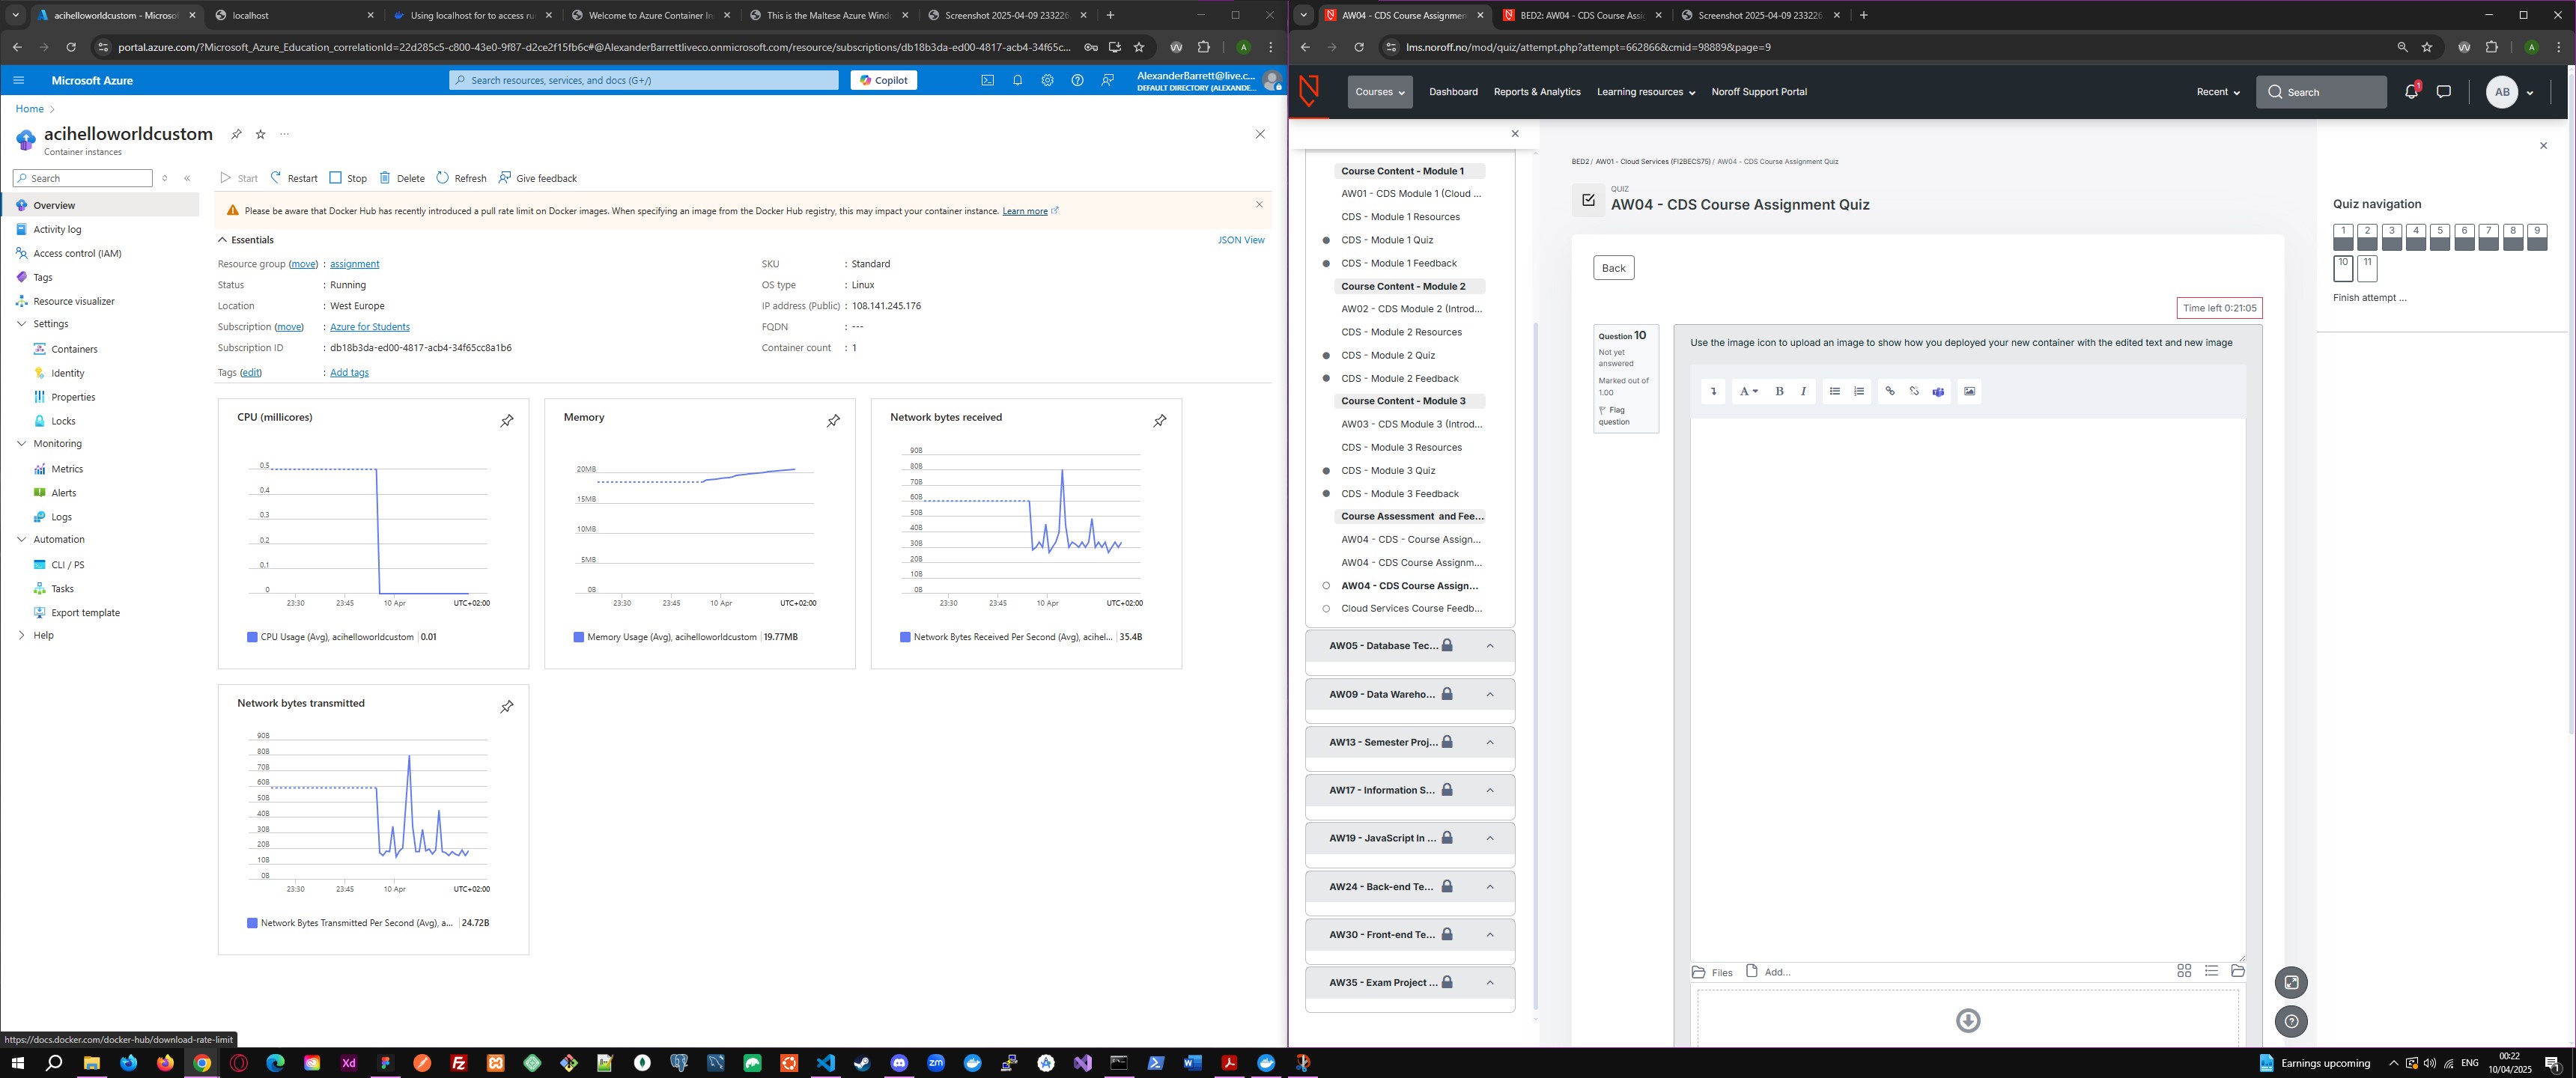 acihelloworldcustom - Microsof
localhost
Using localhost for to access ru
Welcome to Azure Container In
This is the Maltese Azure Wind
Screenshot 2025-04-09 233226
portal.azure.com/?Microsoft_Azure_Education_correlationId=22d285c5-c800-43e0-9f87-d2ce2f15fb6c#@AlexanderBarrettliveco.onmicrosoft.com/resource/subscriptions/db18b3da-ed00-4817-acb4-34f65c...
Microsoft Azure
Search resources, services, and docs (G+/)
Copilot
AlexanderBarrett@live.c...
DEFAULT DIRECTORY (ALEXANDE...
Home
acihelloworldcustom
Container instances
Search
Start
Restart
Stop
Delete
Refresh
Give feedback
Please be aware that Docker Hub has recently introduced a pull rate limit on Docker images. When specifying an image from the Docker Hub registry, this may impact your container instance. Learn more
Overview
Activity log
Access control (IAM)
Tags
Resource visualizer
Settings
Containers
Identity
Properties
Locks
Monitoring
Metrics
Alerts
Logs
Automation
CLI / PS
Tasks
Export template
Help
Essentials
JSON View
Resource group (move) : assignment
Status : Running
Location : West Europe
Subscription (move) : Azure for Students
Subscription ID : db18b3da-ed00-4817-acb4-34f65cc8a1b6
Tags (edit) : Add tags
SKU : Standard
OS type : Linux
IP address (Public) : 108.141.245.176
FQDN : ---
Container count : 1
CPU (millicores)
0.5
0.4
0.3
0.2
0.1
0
23:30 23:45 10 Apr UTC+02:00
CPU Usage (Avg), acihelloworldcustom 0.01
Memory
20MB
15MB
10MB
5MB
0B
23:30 23:45 10 Apr UTC+02:00
Memory Usage (Avg), acihelloworldcustom 19.77MB
Network bytes received
90B
80B
70B
60B
50B
40B
30B
20B
10B
0B
23:30 23:45 10 Apr UTC+02:00
Network Bytes Received Per Second (Avg), acihel... 35.4B
Network bytes transmitted
90B
80B
70B
60B
50B
40B
30B
20B
10B
0B
23:30 23:45 10 Apr UTC+02:00
Network Bytes Transmitted Per Second (Avg), a... 24.72B
https://docs.docker.com/docker-hub/download-rate-limit
AW04 - CDS Course Assignmen
BED2: AW04 - CDS Course Assi
Screenshot 2025-04-09 233226
lms.noroff.no/mod/quiz/attempt.php?attempt=662866&cmid=98889&page=9
Courses
Dashboard
Reports & Analytics
Learning resources
Noroff Support Portal
Recent
Search
1
AB
Course Content - Module 1
AW01 - CDS Module 1 (Cloud ...
CDS - Module 1 Resources
CDS - Module 1 Quiz
CDS - Module 1 Feedback
Course Content - Module 2
AW02 - CDS Module 2 (Introd...
CDS - Module 2 Resources
CDS - Module 2 Quiz
CDS - Module 2 Feedback
Course Content - Module 3
AW03 - CDS Module 3 (Introd...
CDS - Module 3 Resources
CDS - Module 3 Quiz
CDS - Module 3 Feedback
Course Assessment and Fee...
AW04 - CDS - Course Assign...
AW04 - CDS Course Assignm...
AW04 - CDS Course Assign...
Cloud Services Course Feedb...
AW05 - Database Tec...
AW09 - Data Wareho...
AW13 - Semester Proj...
AW17 - Information S...
AW19 - JavaScript In ...
AW24 - Back-end Te...
AW30 - Front-end Te...
AW35 - Exam Project ...
BED2 / AW01 - Cloud Services (FI2BECS75) / AW04 - CDS Course Assignment Quiz
QUIZ
AW04 - CDS Course Assignment Quiz
Back
Time left 0:21:05
Question 10
Not yet
answered
Marked out of
1.00
Flag
question
Use the image icon to upload an image to show how you deployed your new container with the edited text and new image
A
B
I
Files
Add...
Quiz navigation
1 2 3 4 5 6 7 8 9
10 11
Finish attempt ...
Earnings upcoming
ENG
00:22
10/04/2025